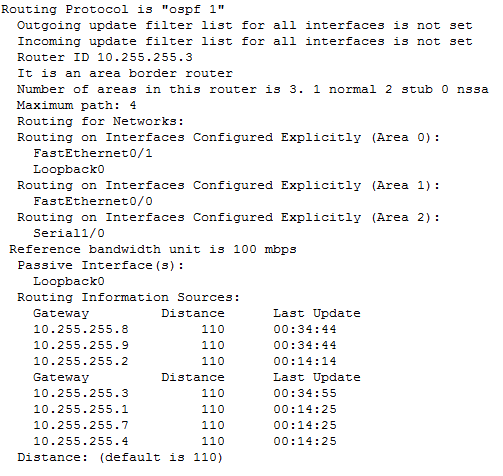 Routing Protocol is "ospf 1"
Outgoing update filter list for all interfaces is not set
Incoming update filter list for all interfaces is not set
Router ID 10.255.255.3
It is an area border router
Number of areas in this router is 3. 1 normal 2 stub 0 nssa
Maximum path: 4
Routing for Networks:
Routing on Interfaces Configured Explicitly (Area 0):
FastEthernet0/1
Loopback0
Routing on Interfaces Configured Explicitly (Area 1):
FastEthernet0/0
Routing on Interfaces Configured Explicitly (Area 2):
Serial1/0
Reference bandwidth unit is 100 mbps
Passive Interface(s):
Loopback0
Routing Information Sources:
Gateway Distance Last Update
10.255.255.8 110 00:34:44
10.255.255.9 110 00:34:44
10.255.255.2 110 00:14:14
Gateway Distance Last Update
10.255.255.3 110 00:34:55
10.255.255.1 110 00:14:25
10.255.255.7 110 00:14:25
10.255.255.4 110 00:14:25
Distance: (default is 110)